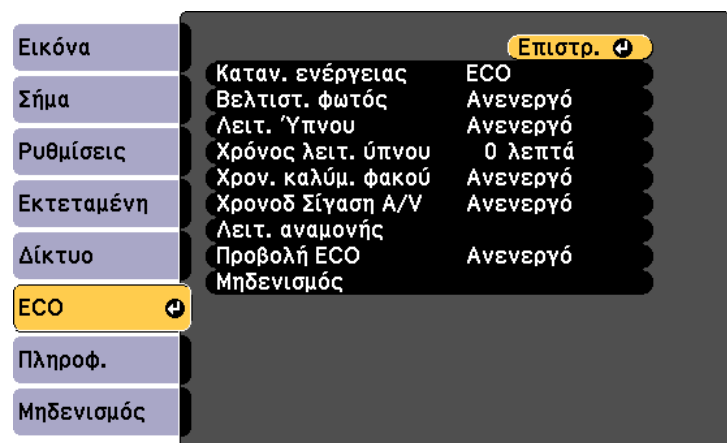 Εικόνα
Σήμα
Ρυθμίσεις
Εκτεταμένη
Δίκτυο
ECO
Πληροφ.
Μηδενισμός
Επιστρ.
Καταν. ενέργειας ECO
Βελτιστ. φωτός Ανενεργό
Λειτ. Ύπνου Ανενεργό
Χρόνος λειτ. ύπνου 0 λεπτά
Χρον. καλύμ. φακού Ανενεργό
Χρονοδ Σίγαση A/V Ανενεργό
Λειτ. αναμονής
Προβολή ECO Ανενεργό
Μηδενισμός